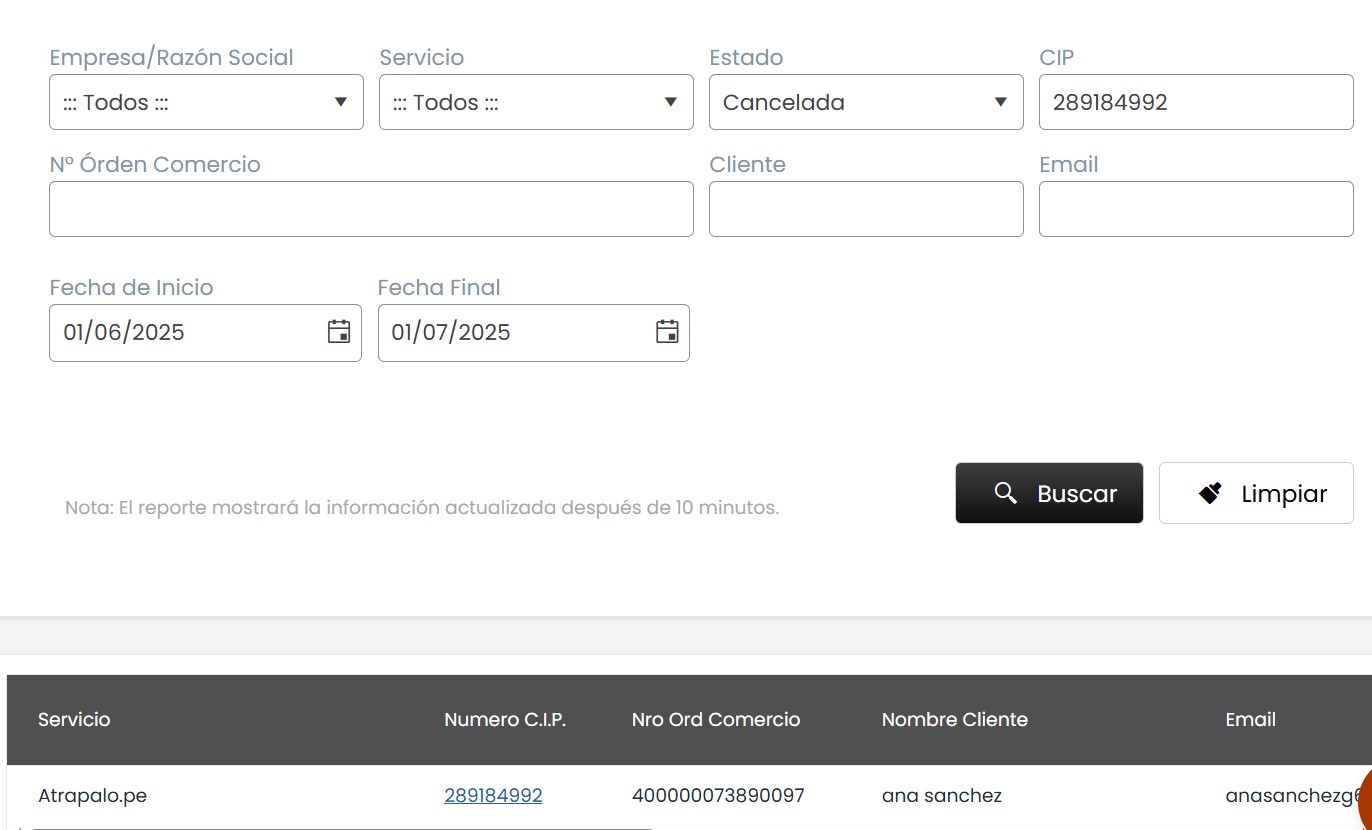 Empresa/Razón Social Servicio Estado CIP
::: Todos ::: ::: Todos ::: Cancelada 289184992
Nº Órden Comercio Cliente Email
Fecha de Inicio Fecha Final
01/06/2025 01/07/2025
Nota: El reporte mostrará la información actualizada después de 10 minutos. Buscar Limpiar
Servicio Numero C.I.P. Nro Ord Comercio Nombre Cliente Email
Atrapalo.pe 289184992 400000073890097 ana sanchez